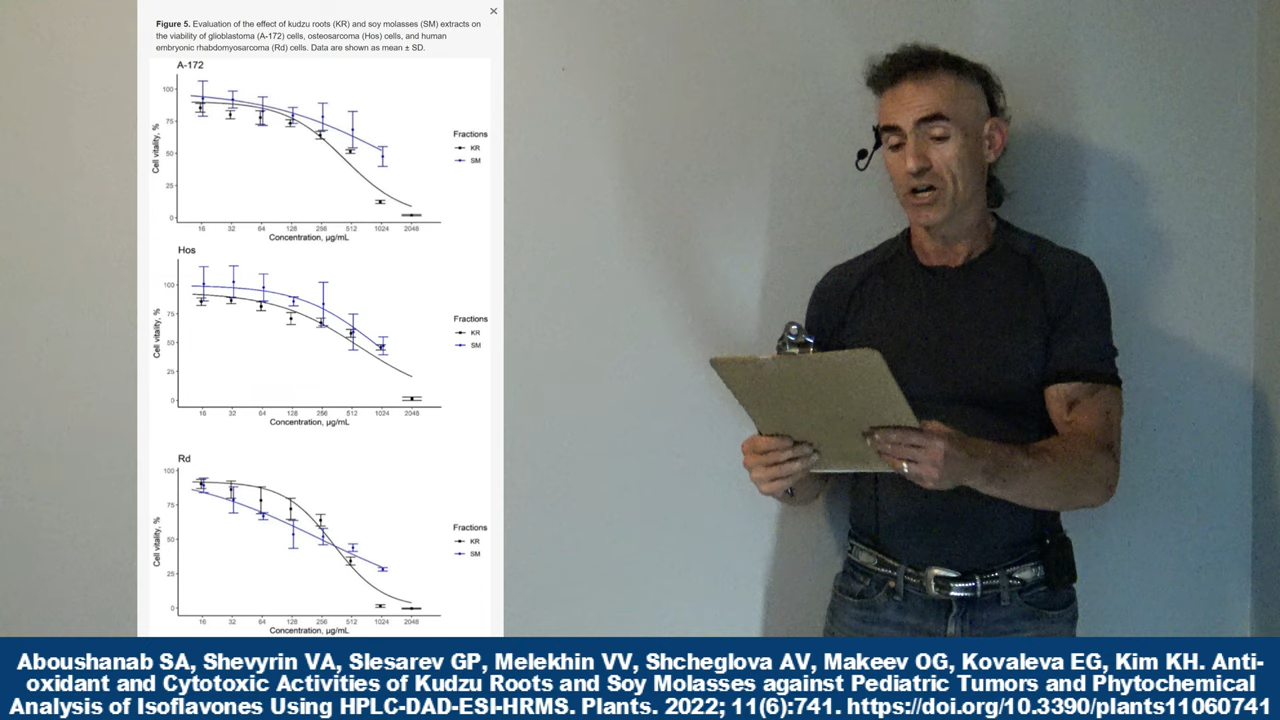 Figure 5. Evaluation of the effect of kudzu roots (KR) and soy molasses (SM) extracts on
the viability of glioblastoma (A-172) cells, osteosarcoma (Hos) cells, and human
embryonic rhabdomyosarcoma (Rd) cells. Data are shown as mean ± SD.
A-172
100
75
50
25
0
Cell vitality, %
16 32 64 128 256 512 1024 2048
Concentration, µg/mL
Fractions
KR
SM
Hos
100
75
50
25
0
Cell vitality, %
16 32 64 128 256 512 1024 2048
Concentration, µg/mL
Fractions
KR
SM
Rd
100
75
50
25
0
Cell vitality, %
16 32 64 128 256 512 1024 2048
Concentration, µg/mL
Fractions
KR
SM
Aboushanab SA, Shevyrin VA, Slesarev GP, Melekhin VV, Shcheglova AV, Makeev OG, Kovaleva EG, Kim KH. Anti-
oxidant and Cytotoxic Activities of Kudzu Roots and Soy Molasses against Pediatric Tumors and Phytochemical
Analysis of Isoflavones Using HPLC-DAD-ESI-HRMS. Plants. 2022; 11(6):741. https://doi.org/10.3390/plants11060741